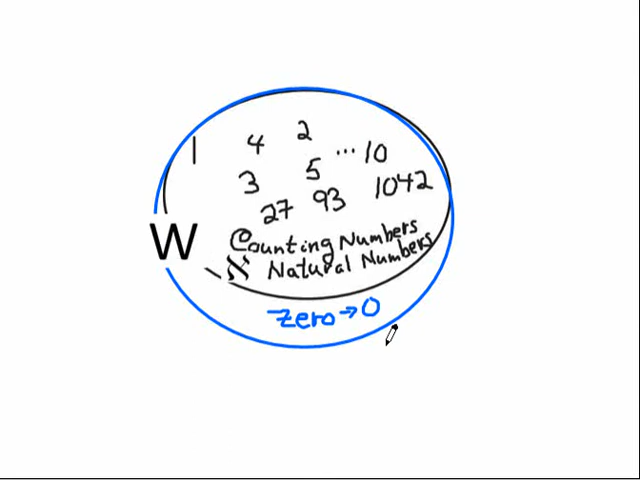 1 4 2
3 5 ... 10
27 93 1042
W
Counting Numbers
ℵ Natural Numbers
Zero→0